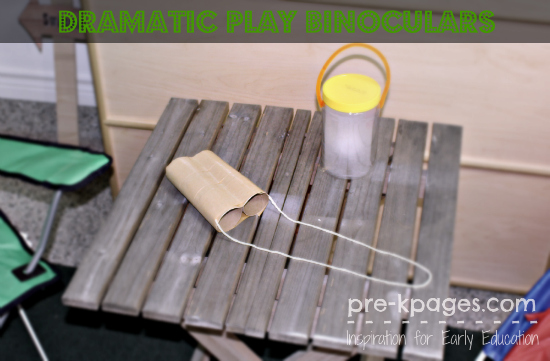 DRAMATIC PLAY BINOCULARS
pre-kpages.com
Inspiration for Early Education